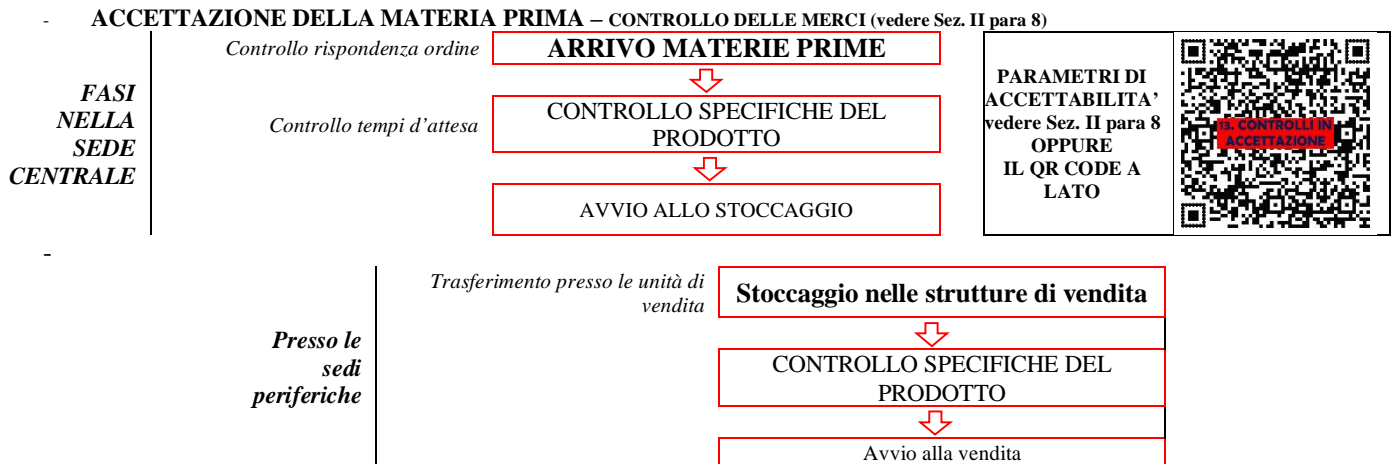 - ACCETTAZIONE DELLA MATERIA PRIMA – CONTROLLO DELLE MERCI (vedere Sez. II para 8)
Controllo rispondenza ordine
ARRIVO MATERIE PRIME
FASI
NELLA
SEDE
CENTRALE
Controllo tempi d'attesa
CONTROLLO SPECIFICHE DEL
PRODOTTO
AVVIO ALLO STOCCAGGIO
PARAMETRI DI
ACCETTABILITA'
vedere Sez. II para 8
OPPURE
IL QR CODE A
LATO
13. CONTROLLI IN
ACCETTAZIONE
-
Trasferimento presso le unità di
vendita
Stoccaggio nelle strutture di vendita
Presso le
sedi
periferiche
CONTROLLO SPECIFICHE DEL
PRODOTTO
Avvio alla vendita